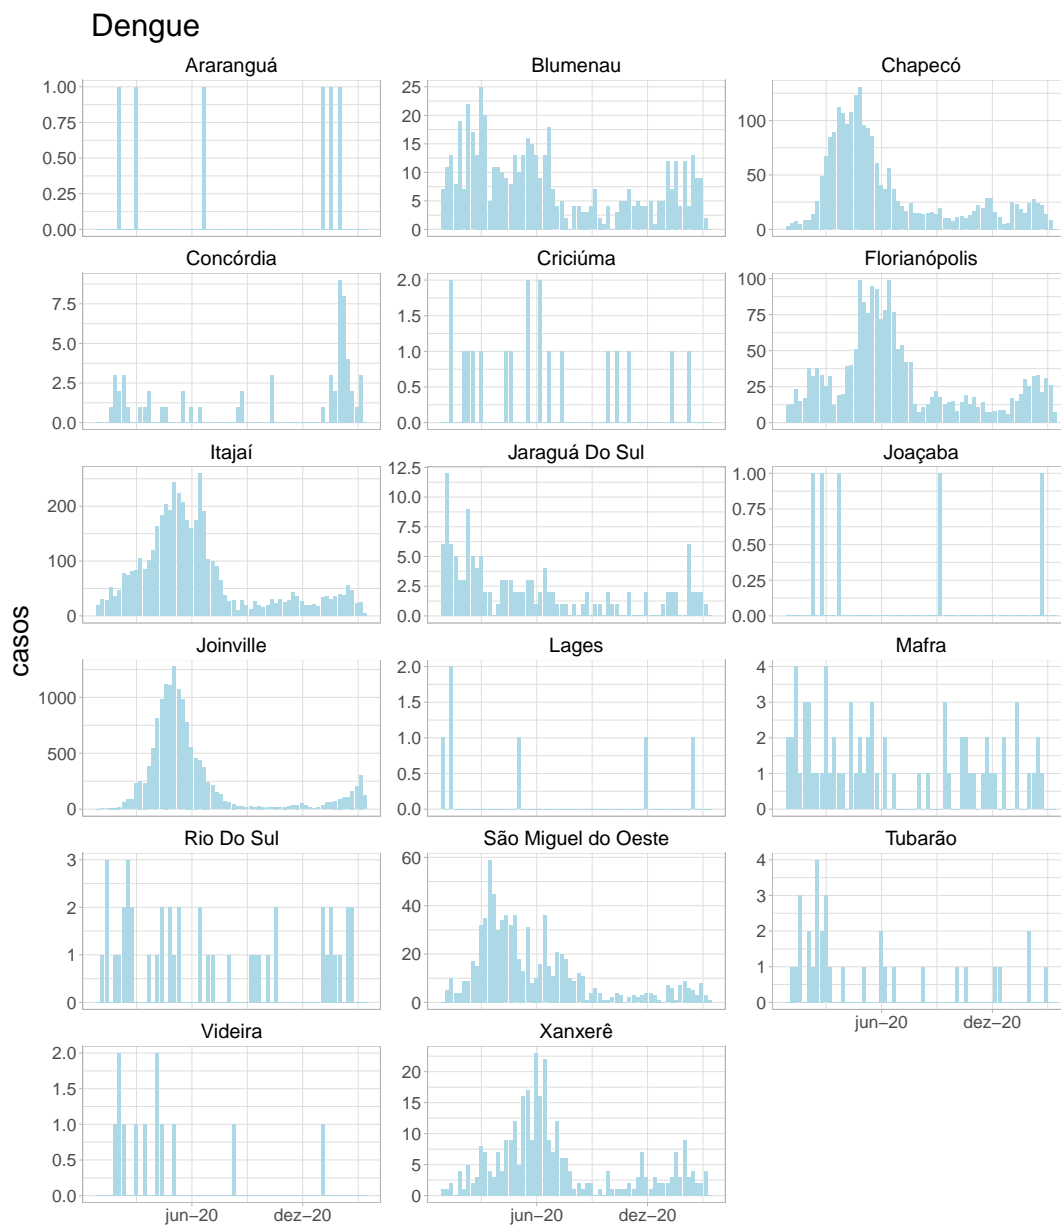 Dengue
Araranguá Blumenau Chapecó
1.00 0.75 0.50 0.25 0.00
25 20 15 10 5 0
100 50 0
Concórdia Criciúma Florianópolis
7.5 5.0 2.5 0.0
2.0 1.5 1.0 0.5 0.0
100 75 50 25 0
Itajaí Jaraguá Do Sul Joaçaba
200 100 0
12.5 10.0 7.5 5.0 2.5 0.0
1.00 0.75 0.50 0.25 0.00
casos
Joinville Lages Mafra
1000 500 0
2.0 1.5 1.0 0.5 0.0
4 3 2 1 0
Rio Do Sul São Miguel do Oeste Tubarão
3 2 1 0
60 40 20 0
4 3 2 1 0
jun−20 dez−20
Videira Xanxerê
2.0 1.5 1.0 0.5 0.0
20 15 10 5 0
jun−20 dez−20 jun−20 dez−20